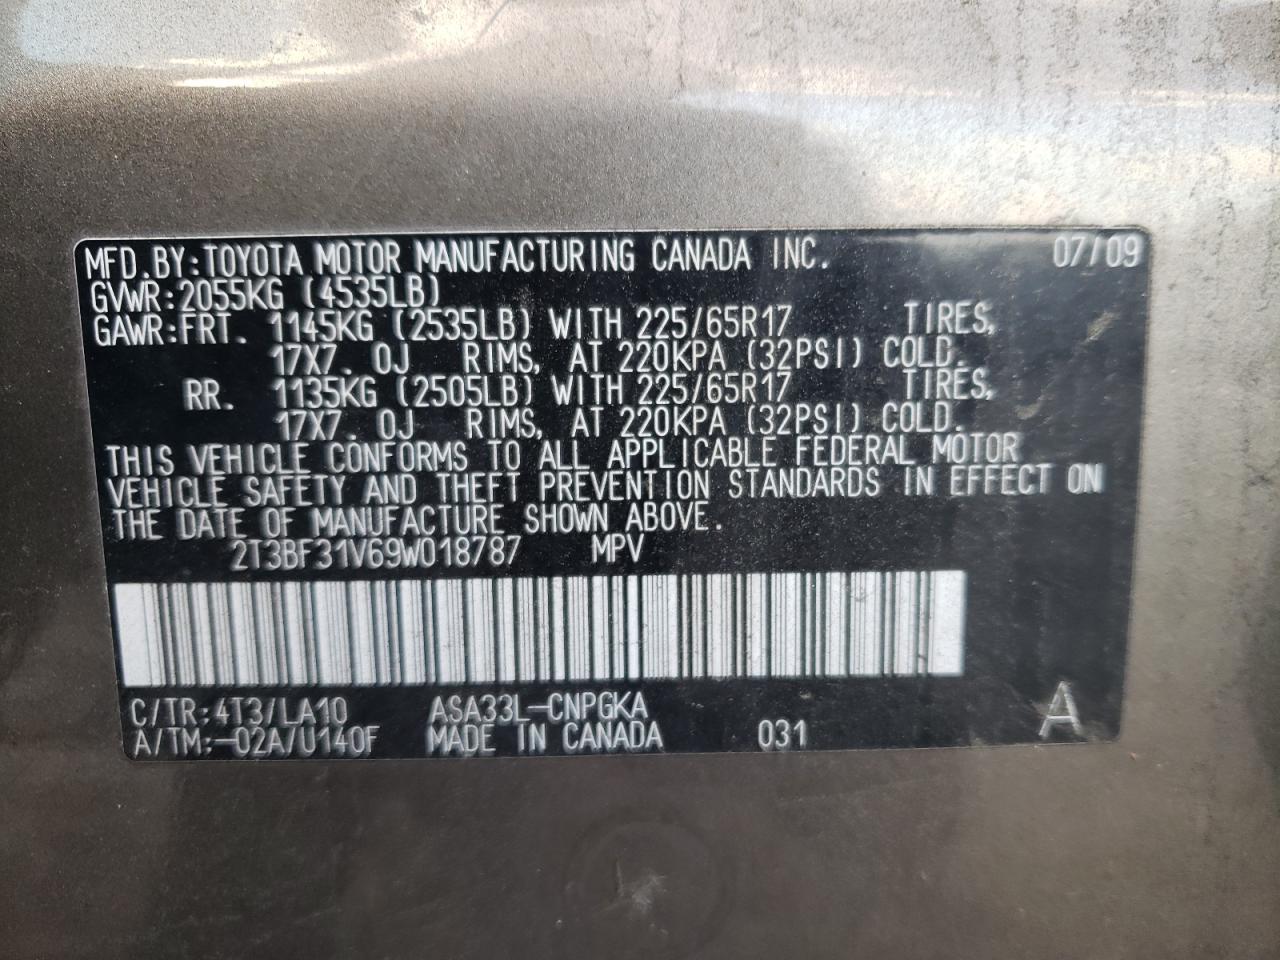 MFD.BY:TOYOTA MOTOR MANUFACTURING CANADA INC. 07/09
GVWR:2055KG (4535LB)
GAWR:FRT. 1145KG (2535LB) WITH 225/65R17 TIRES,
17X7. 0J RIMS, AT 220KPA (32PSI) COLD.
RR. 1135KG (2505LB) WITH 225/65R17 TIRES,
17X7. 0J RIMS, AT 220KPA (32PSI) COLD.
THIS VEHICLE CONFORMS TO ALL APPLICABLE FEDERAL MOTOR
VEHICLE SAFETY AND THEFT PREVENTION STANDARDS IN EFFECT ON
THE DATE OF MANUFACTURE SHOWN ABOVE.
2T3BF31V69W018787 MPV
C/TR:4T3/LA10 ASA33L-CNPGKA
A/TM:-02A/U140F MADE IN CANADA 031 A